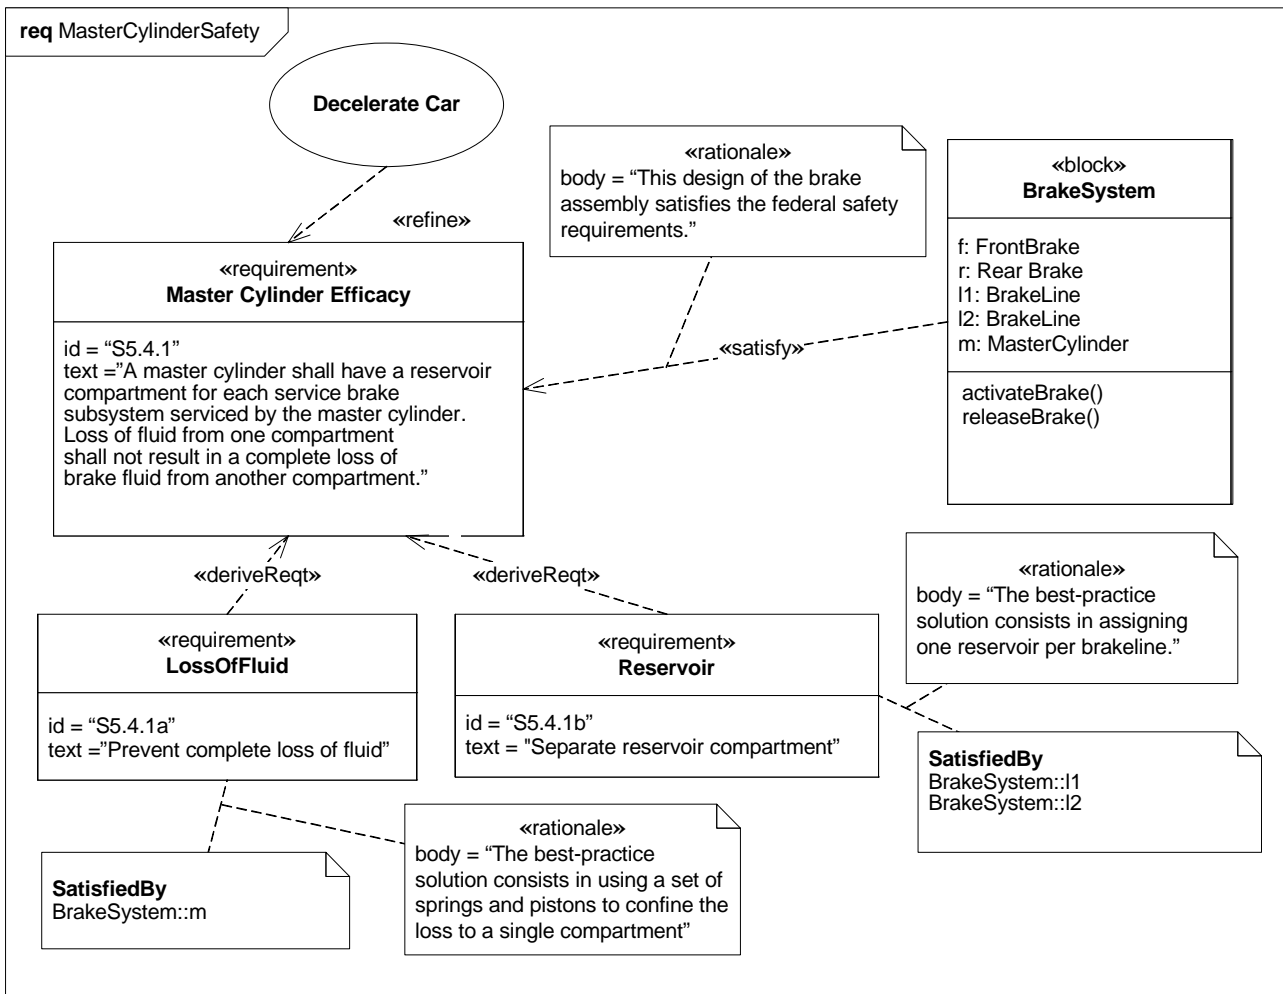 req MasterCylinderSafety
Decelerate Car
«refine»
«rationale»
body = “This design of the brake
assembly satisfies the federal safety
requirements.”
«block»
BrakeSystem
f: FrontBrake
r: Rear Brake
l1: BrakeLine
l2: BrakeLine
m: MasterCylinder
activateBrake()
releaseBrake()
«satisfy»
«requirement»
Master Cylinder Efficacy
id = “S5.4.1”
text =”A master cylinder shall have a reservoir
compartment for each service brake
subsystem serviced by the master cylinder.
Loss of fluid from one compartment
shall not result in a complete loss of
brake fluid from another compartment.”
«deriveReqt»
«deriveReqt»
«requirement»
LossOfFluid
id = “S5.4.1a”
text =”Prevent complete loss of fluid”
«requirement»
Reservoir
id = “S5.4.1b”
text = "Separate reservoir compartment”
«rationale»
body = “The best-practice
solution consists in assigning
one reservoir per brakeline.”
SatisfiedBy
BrakeSystem::l1
BrakeSystem::l2
SatisfiedBy
BrakeSystem::m
«rationale»
body = “The best-practice
solution consists in using a set of
springs and pistons to confine the
loss to a single compartment”